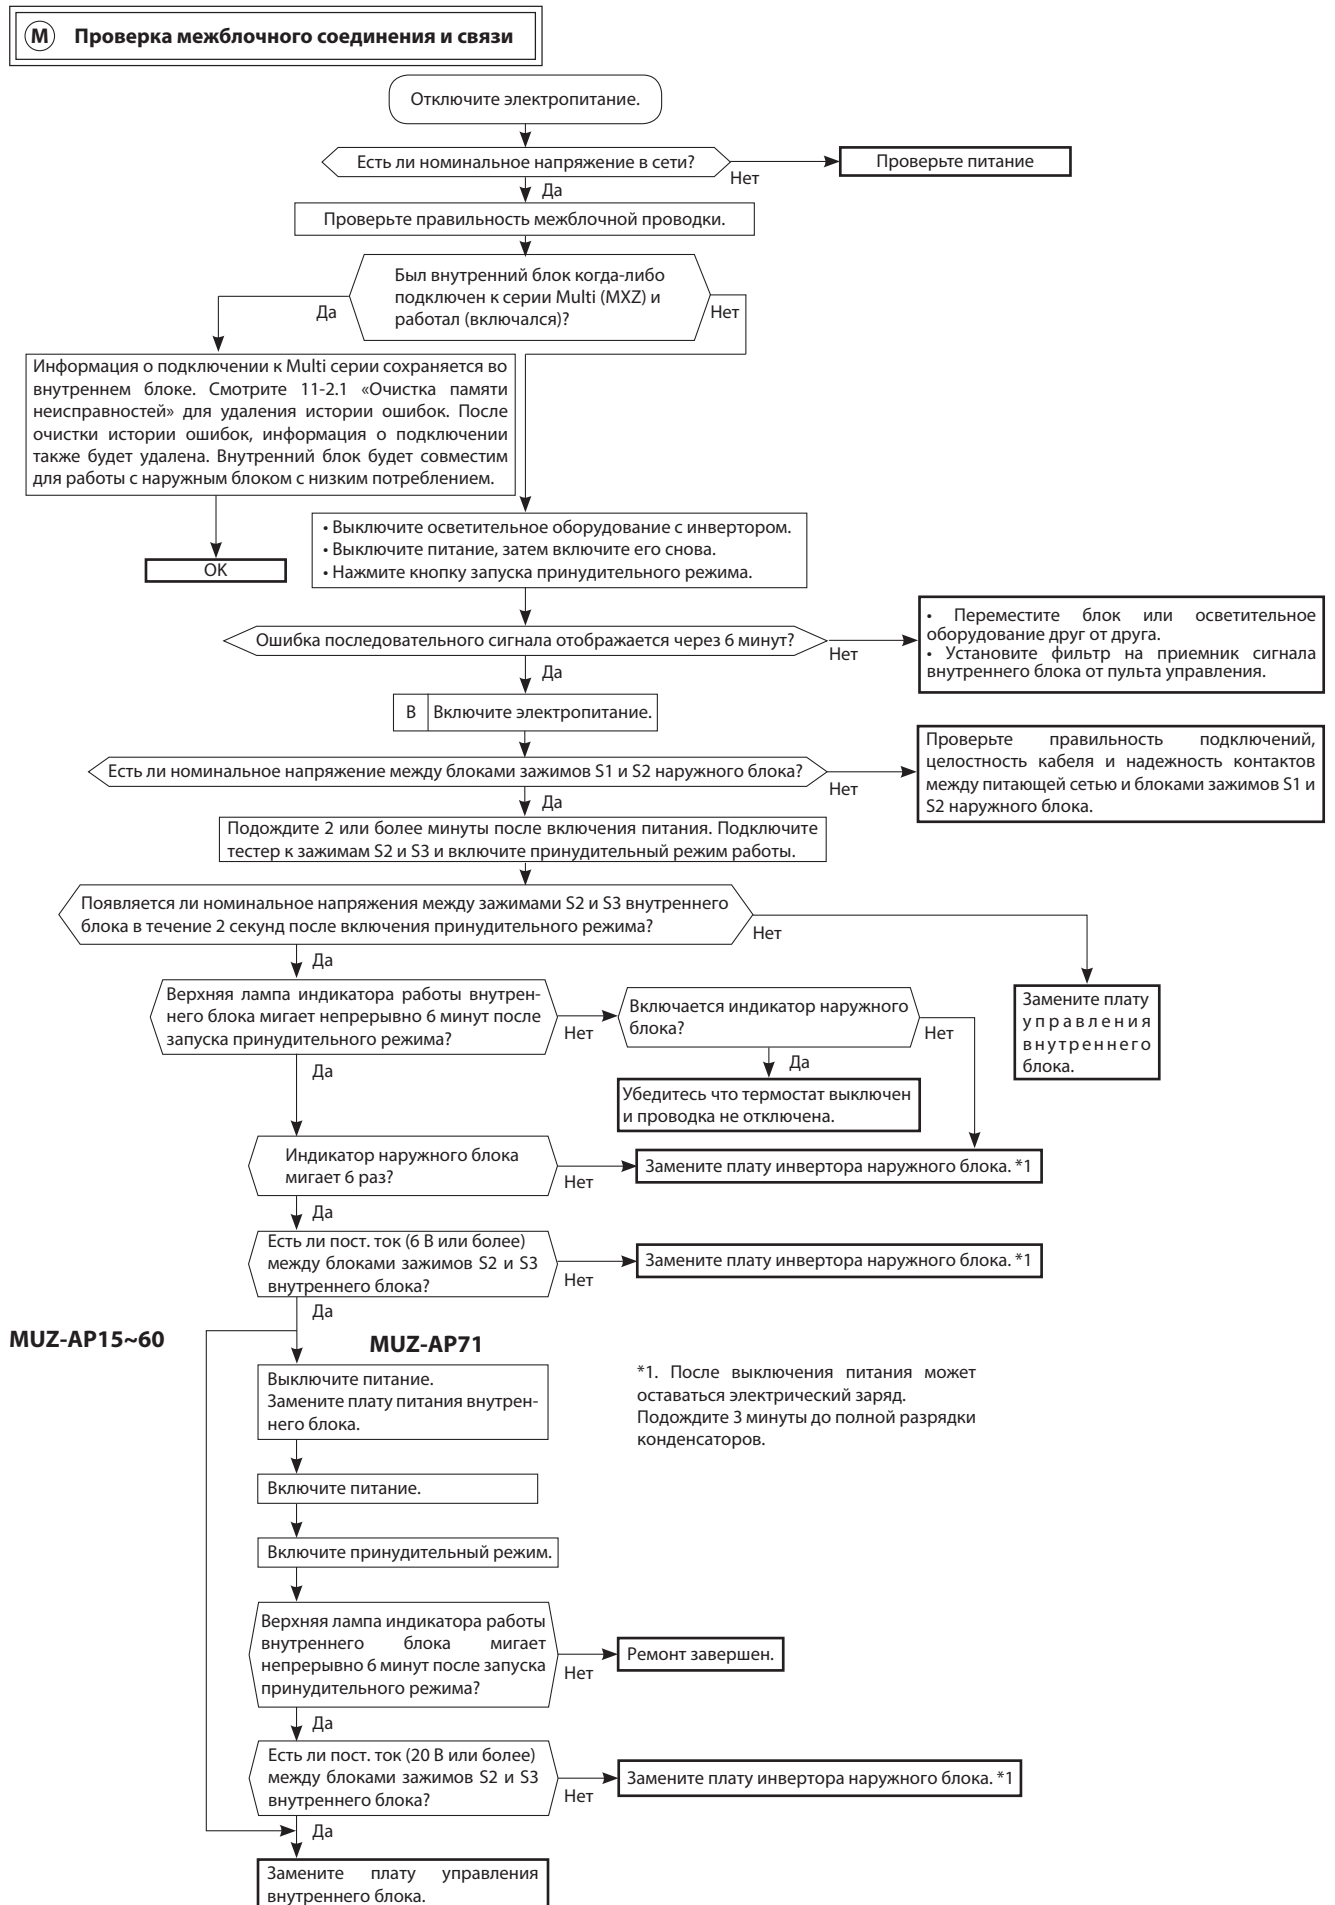 M Проверка межблочного соединения и связи
Отключите электропитание.
Есть ли номинальное напряжение в сети?
Нет
Проверьте питание
Да
Проверьте правильность межблочной проводки.
Был внутренний блок когда-либо
подключен к серии Multi (MXZ) и
работал (включался)?
Да
Нет
Информация о подключении к Multi серии сохраняется во
внутреннем блоке. Смотрите 11-2.1 «Очистка памяти
неисправностей» для удаления истории ошибок. После
очистки истории ошибок, информация о подключении
также будет удалена. Внутренний блок будет совместим
для работы с наружным блоком с низким потреблением.
OK
• Выключите осветительное оборудование с инвертором.
• Выключите питание, затем включите его снова.
• Нажмите кнопку запуска принудительного режима.
Ошибка последовательного сигнала отображается через 6 минут?
Нет
• Переместите блок или осветительное
оборудование друг от друга.
• Установите фильтр на приемник сигнала
внутреннего блока от пульта управления.
Да
В Включите электропитание.
Есть ли номинальное напряжение между блоками зажимов S1 и S2 наружного блока?
Нет
Проверьте правильность подключений,
целостность кабеля и надежность контактов
между питающей сетью и блоками зажимов S1 и
S2 наружного блока.
Да
Подождите 2 или более минуты после включения питания. Подключите
тестер к зажимам S2 и S3 и включите принудительный режим работы.
Появляется ли номинальное напряжения между зажимами S2 и S3 внутреннего
блока в течение 2 секунд после включения принудительного режима?
Нет
Замените плату
управления
внутреннего
блока.
Да
Верхняя лампа индикатора работы внутрен-
него блока мигает непрерывно 6 минут после
запуска принудительного режима?
Нет
Включается индикатор наружного
блока?
Нет
Да
Убедитесь что термостат выключен
и проводка не отключена.
Да
Индикатор наружного блока
мигает 6 раз?
Нет
Замените плату инвертора наружного блока. *1
Да
Есть ли пост. ток (6 В или более)
между блоками зажимов S2 и S3
внутреннего блока?
Нет
Замените плату инвертора наружного блока. *1
Да
MUZ-AP15~60
MUZ-AP71
Выключите питание.
Замените плату питания внутрен-
него блока.
*1. После выключения питания может
оставаться электрический заряд.
Подождите 3 минуты до полной разрядки
конденсаторов.
Включите питание.
Включите принудительный режим.
Верхняя лампа индикатора работы
внутреннего блока мигает
непрерывно 6 минут после запуска
принудительного режима?
Нет
Ремонт завершен.
Да
Есть ли пост. ток (20 В или более)
между блоками зажимов S2 и S3
внутреннего блока?
Нет
Замените плату инвертора наружного блока. *1
Да
Замените плату управления
внутреннего блока.